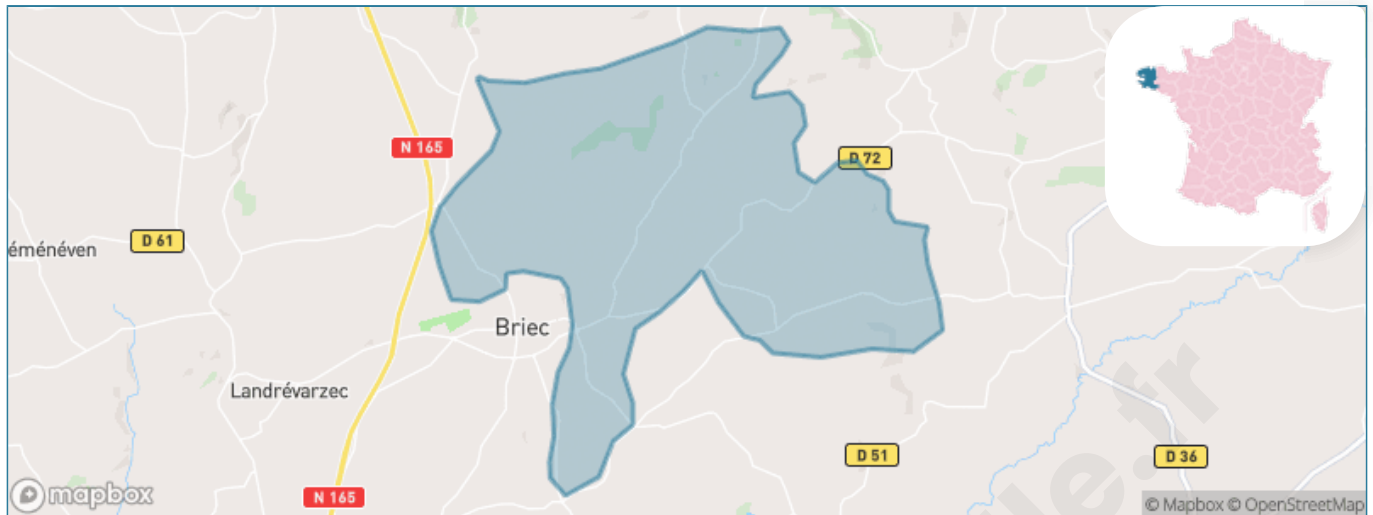 N 165
D 72
D 61
éménéven
Briec
Landrévarzec
D 51
D 36
N 165
mapbox
© Mapbox © OpenStreetMap